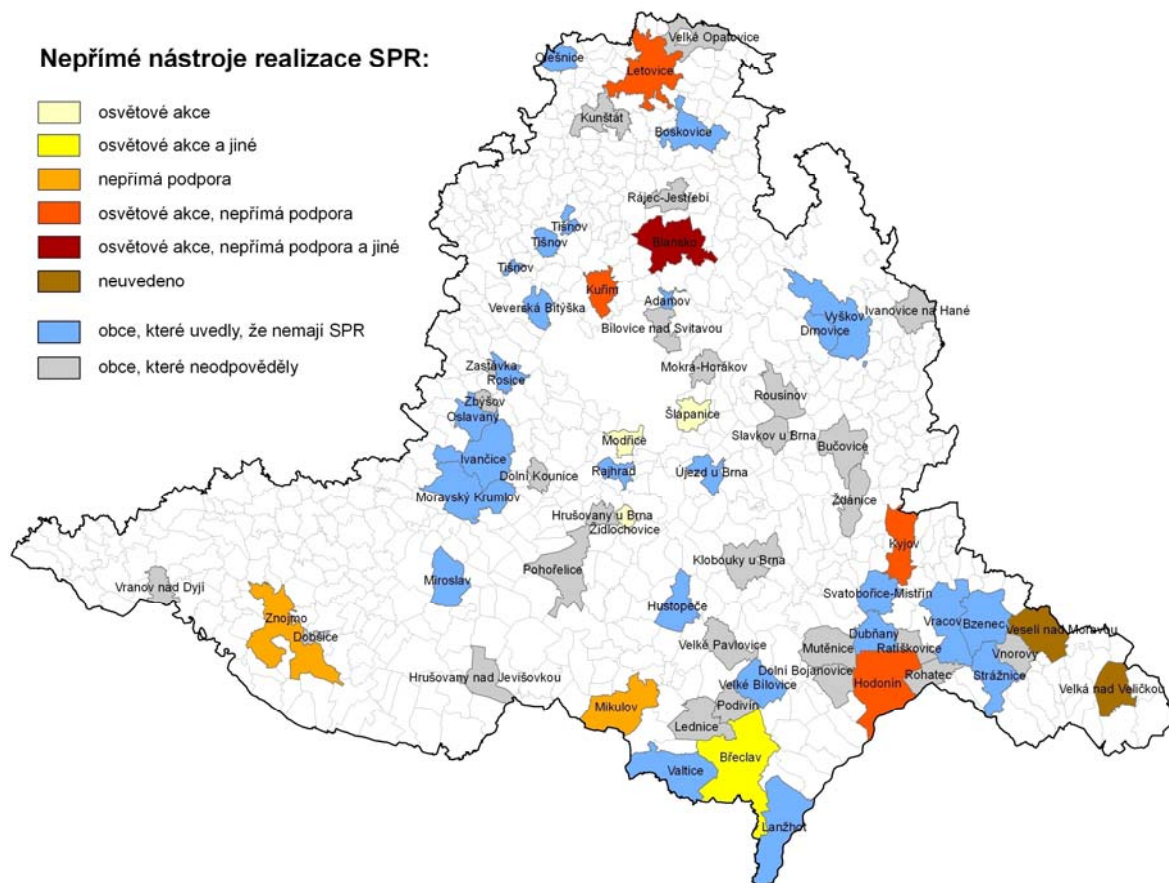 Nepřímé nástroje realizace SPR:
osvětové akce
osvětové akce a jiné
nepřímá podpora
osvětové akce, nepřímá podpora
osvětové akce, nepřímá podpora a jiné
neuvedeno
obce, které uvedly, že nemají SPR
obce, které neodpověděly
Velké Opatovice
Olešnice
Letovice
Kunštát
Boskovice
Rájec-Jestřebí
Tišnov
Tišnov
Blansko
Tišnov
Kuřim
Veverská Bítýška
Adamov
Bílovice nad Svitavou
Vyškov
Drnovice
Ivanovice na Hané
Zastávka
Rosice
Mokrá-Horákov
Zbýšov
Oslavany
Rousínov
Šlapanice
Modřice
Slavkov u Brna
Bučovice
Ivančice
Rajhrad
Újezd u Brna
Dolní Kounice
Moravský Krumlov
Ždánice
Hrušovany u Brna
Židlochovice
Kyjov
Pohořelice
Klobouky u Brna
Vranov nad Dyjí
Miroslav
Svatobořice-Mistřín
Hustopeče
Znojmo
Dobšice
Vracov
Bzenec
Veselí nad Moravou
Dubňany
Velké Pavlovice
Mutěnice
Ratíškovice
Vnorovy
Dolní Bojanovice
Rohatec
Strážnice
Hrušovany nad Jevišovkou
Velké Bílovice
Hodonín
Velká nad Veličkou
Mikulov
Podivín
Lednice
Břeclav
Valtice
Lanžhot